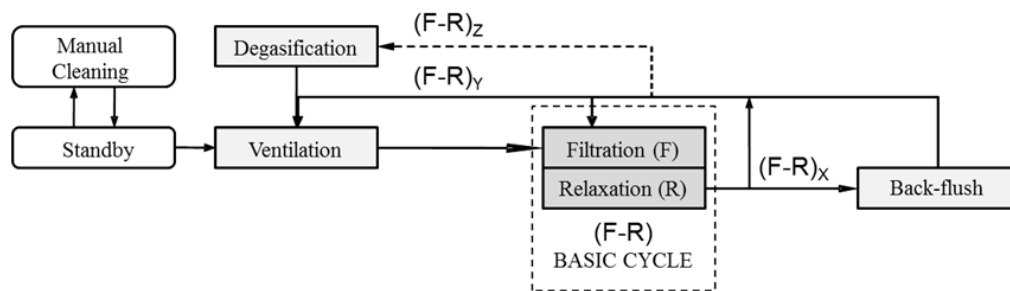 (F-R)Z
Manual
Cleaning
Degasification
(F-R)Y
Standby
Ventilation
Filtration (F)
Relaxation (R)
(F-R)X
Back-flush
(F-R)
BASIC CYCLE